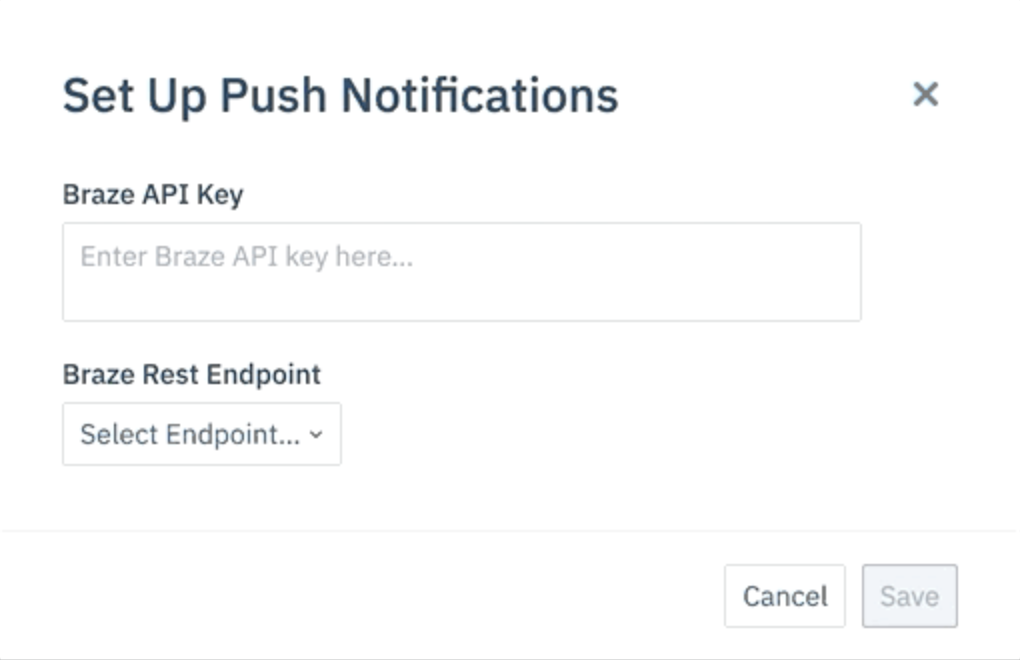 Set Up Push Notifications
Braze API Key
Enter Braze API key here...
Braze Rest Endpoint
Select Endpoint...
Cancel Save